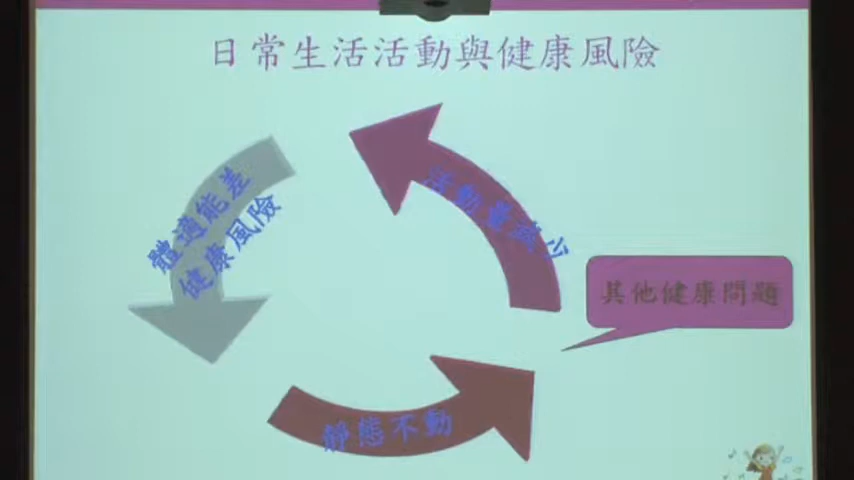 日常生活活動與健康風險
活動量減少
體適能差
健康風險
其他健康問題
靜態不動